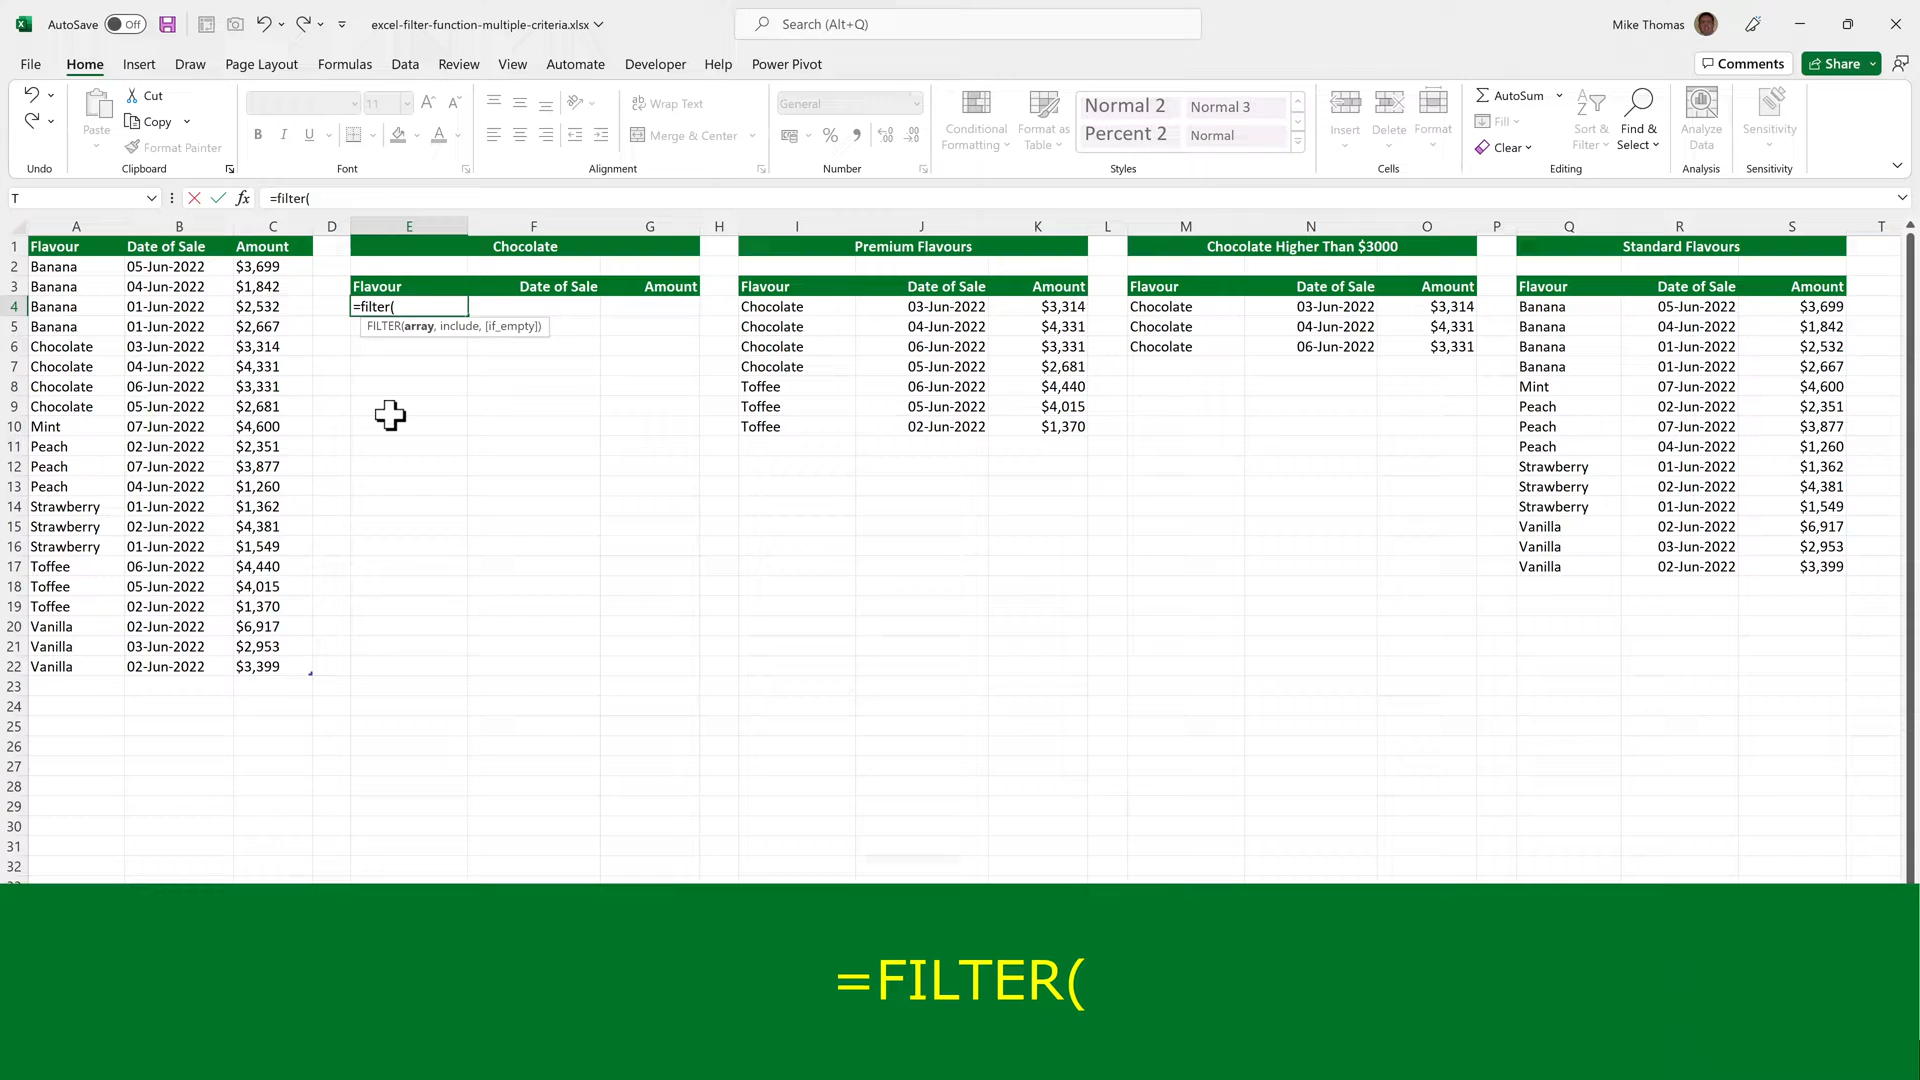 AutoSave Off excel-filter-function-multiple-criteria.xlsx Search (Alt+Q) Mike Thomas
File Home Insert Draw Page Layout Formulas Data Review View Automate Developer Help Power Pivot Comments Share
Cut 11 Wrap Text General Normal 2 Normal 3 AutoSum
Paste Copy B I U Conditional Formatting Format as Table Percent 2 Normal Insert Delete Format Fill Sort & Filter Find & Select Analyze Data Sensitivity
Format Painter Merge & Center % Clear
Undo Clipboard Font Alignment Number Styles Cells Editing Analysis Sensitivity
T fx =filter(
A B C D E F G H I J K L M N O P Q R S T
1 Flavour Date of Sale Amount Chocolate Premium Flavours Chocolate Higher Than $3000 Standard Flavours
2 Banana 05-Jun-2022 $3,699
3 Banana 04-Jun-2022 $1,842 Flavour Date of Sale Amount Flavour Date of Sale Amount Flavour Date of Sale Amount Flavour Date of Sale Amount
4 Banana 01-Jun-2022 $2,532 =filter( Chocolate 03-Jun-2022 $3,314 Chocolate 03-Jun-2022 $3,314 Banana 05-Jun-2022 $3,699
5 Banana 01-Jun-2022 $2,667 FILTER(array, include, [if_empty]) Chocolate 04-Jun-2022 $4,331 Chocolate 04-Jun-2022 $4,331 Banana 04-Jun-2022 $1,842
6 Chocolate 03-Jun-2022 $3,314 Chocolate 06-Jun-2022 $3,331 Chocolate 06-Jun-2022 $3,331 Banana 01-Jun-2022 $2,532
7 Chocolate 04-Jun-2022 $4,331 Chocolate 05-Jun-2022 $2,681 Banana 01-Jun-2022 $2,667
8 Chocolate 06-Jun-2022 $3,331 Toffee 06-Jun-2022 $4,440 Mint 07-Jun-2022 $4,600
9 Chocolate 05-Jun-2022 $2,681 Toffee 05-Jun-2022 $4,015 Peach 02-Jun-2022 $2,351
10 Mint 07-Jun-2022 $4,600 Toffee 02-Jun-2022 $1,370 Peach 07-Jun-2022 $3,877
11 Peach 02-Jun-2022 $2,351 Peach 04-Jun-2022 $1,260
12 Peach 07-Jun-2022 $3,877 Strawberry 01-Jun-2022 $1,362
13 Peach 04-Jun-2022 $1,260 Strawberry 02-Jun-2022 $4,381
14 Strawberry 01-Jun-2022 $1,362 Strawberry 01-Jun-2022 $1,549
15 Strawberry 02-Jun-2022 $4,381 Vanilla 02-Jun-2022 $6,917
16 Strawberry 01-Jun-2022 $1,549 Vanilla 03-Jun-2022 $2,953
17 Toffee 06-Jun-2022 $4,440 Vanilla 02-Jun-2022 $3,399
18 Toffee 05-Jun-2022 $4,015
19 Toffee 02-Jun-2022 $1,370
20 Vanilla 02-Jun-2022 $6,917
21 Vanilla 03-Jun-2022 $2,953
22 Vanilla 02-Jun-2022 $3,399
23
24
25
26
27
28
29
30
31
32
=FILTER(